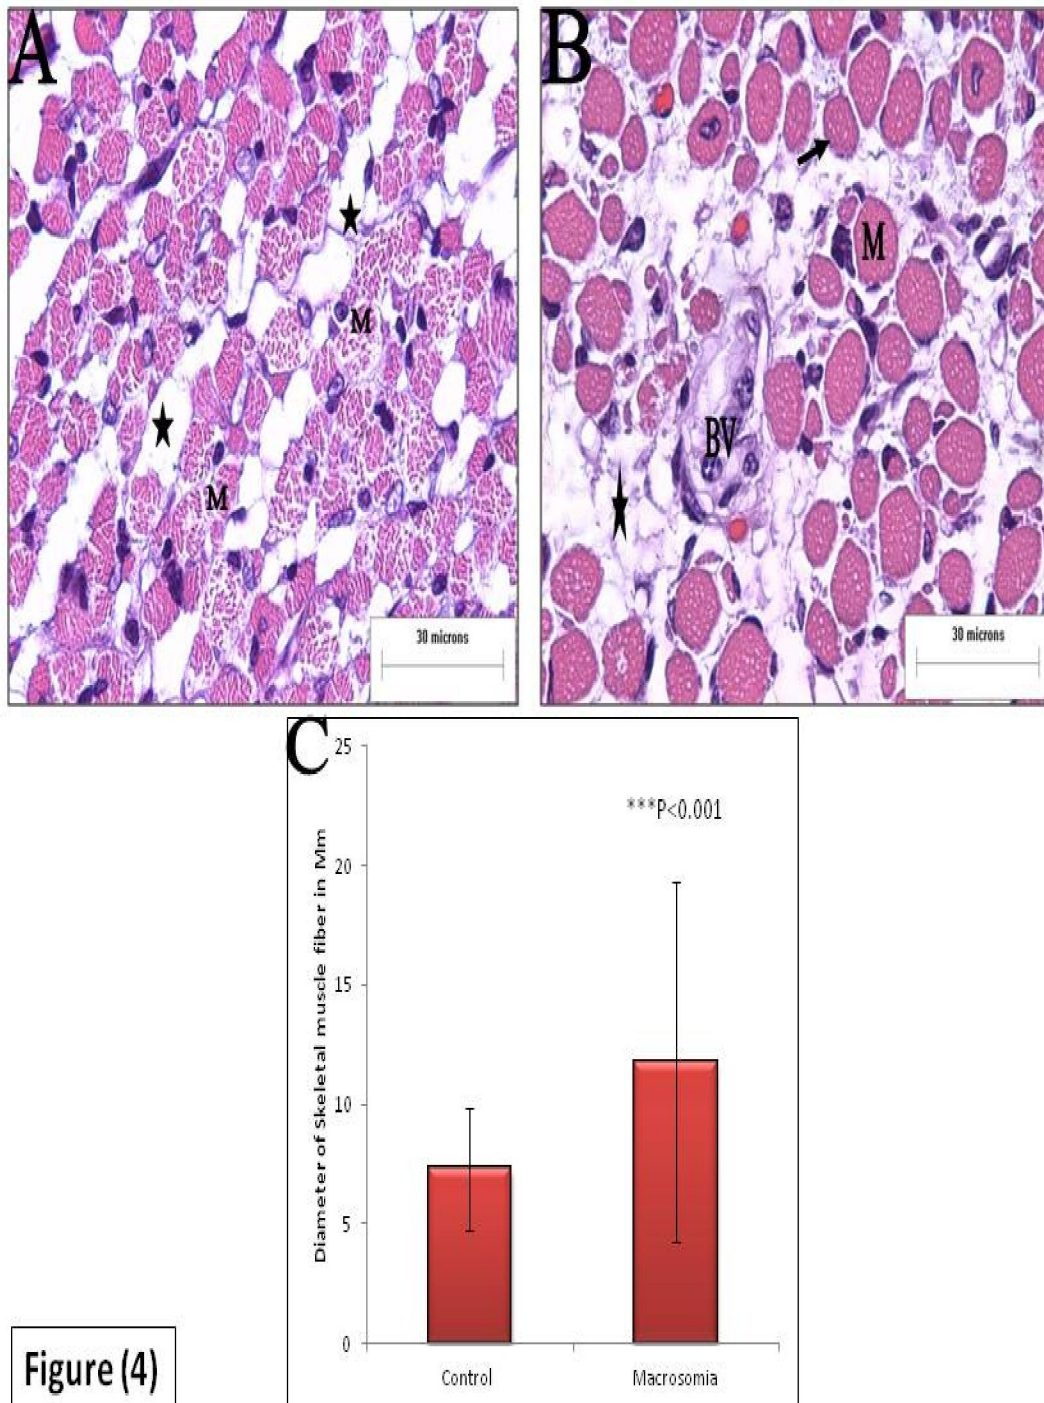 A
M
M
30 microns
B
M
BV
30 microns
C
Diameter of Skeletal muscle fiber in Mm
25
20
15
10
5
0
***P<0.001
Control
Macrosomia
Figure (4)